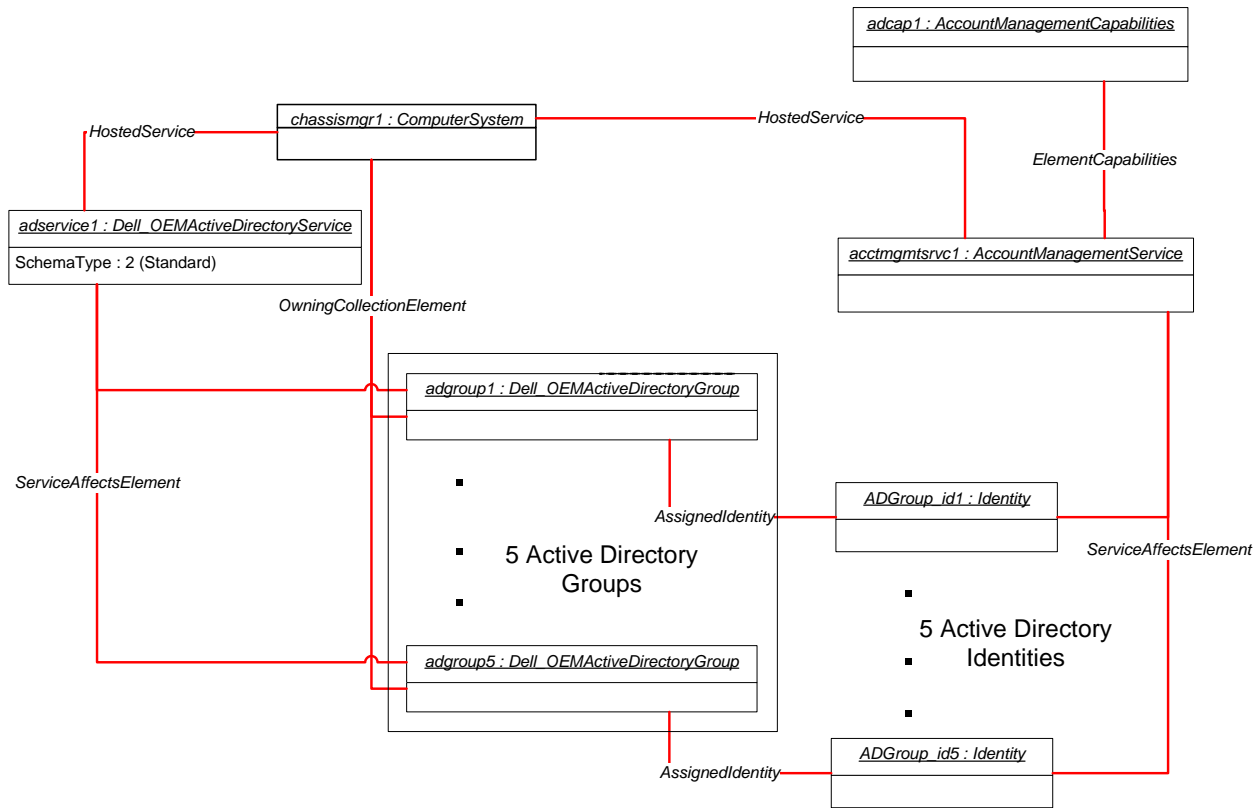 adcap1 : AccountManagementCapabilities
chassismgr1 : ComputerSystem
HostedService
HostedService
ElementCapabilities
adservice1 : Dell_OEMActiveDirectoryService
SchemaType : 2 (Standard)
acctmgmtsrvc1 : AccountManagementService
OwningCollectionElement
adgroup1 : Dell_OEMActiveDirectoryGroup
ServiceAffectsElement
ADGroup_id1 : Identity
AssignedIdentity
ServiceAffectsElement
5 Active Directory
Groups
5 Active Directory
Identities
adgroup5 : Dell_OEMActiveDirectoryGroup
ADGroup_id5 : Identity
AssignedIdentity